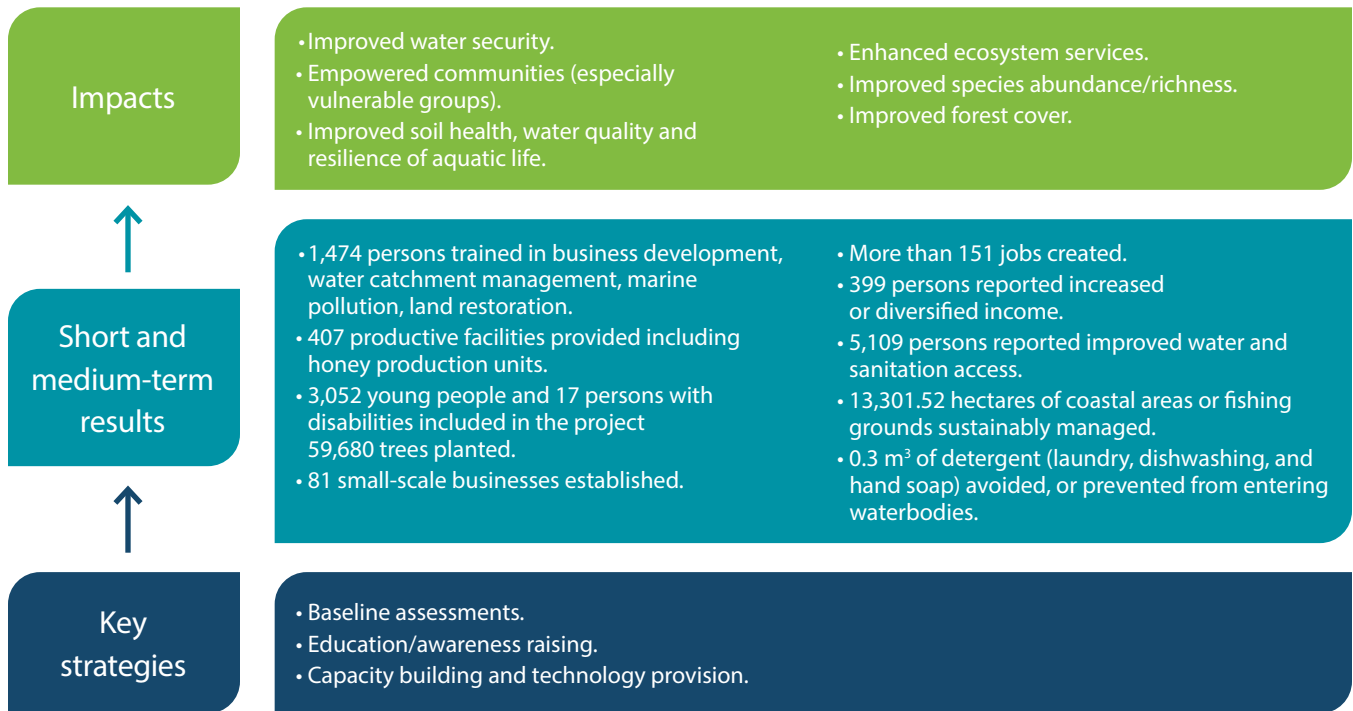 Impacts
• Improved water security.
• Empowered communities (especially
vulnerable groups).
• Improved soil health, water quality and
resilience of aquatic life.
• Enhanced ecosystem services.
• Improved species abundance/richness.
• Improved forest cover.
Short and
medium-term
results
• 1,474 persons trained in business development,
water catchment management, marine
pollution, land restoration.
• 407 productive facilities provided including
honey production units.
• 3,052 young people and 17 persons with
disabilities included in the project
59,680 trees planted.
• 81 small-scale businesses established.
• More than 151 jobs created.
• 399 persons reported increased
or diversified income.
• 5,109 persons reported improved water and
sanitation access.
• 13,301.52 hectares of coastal areas or fishing
grounds sustainably managed.
• 0.3 m³ of detergent (laundry, dishwashing, and
hand soap) avoided, or prevented from entering
waterbodies.
Key
strategies
• Baseline assessments.
• Education/awareness raising.
• Capacity building and technology provision.